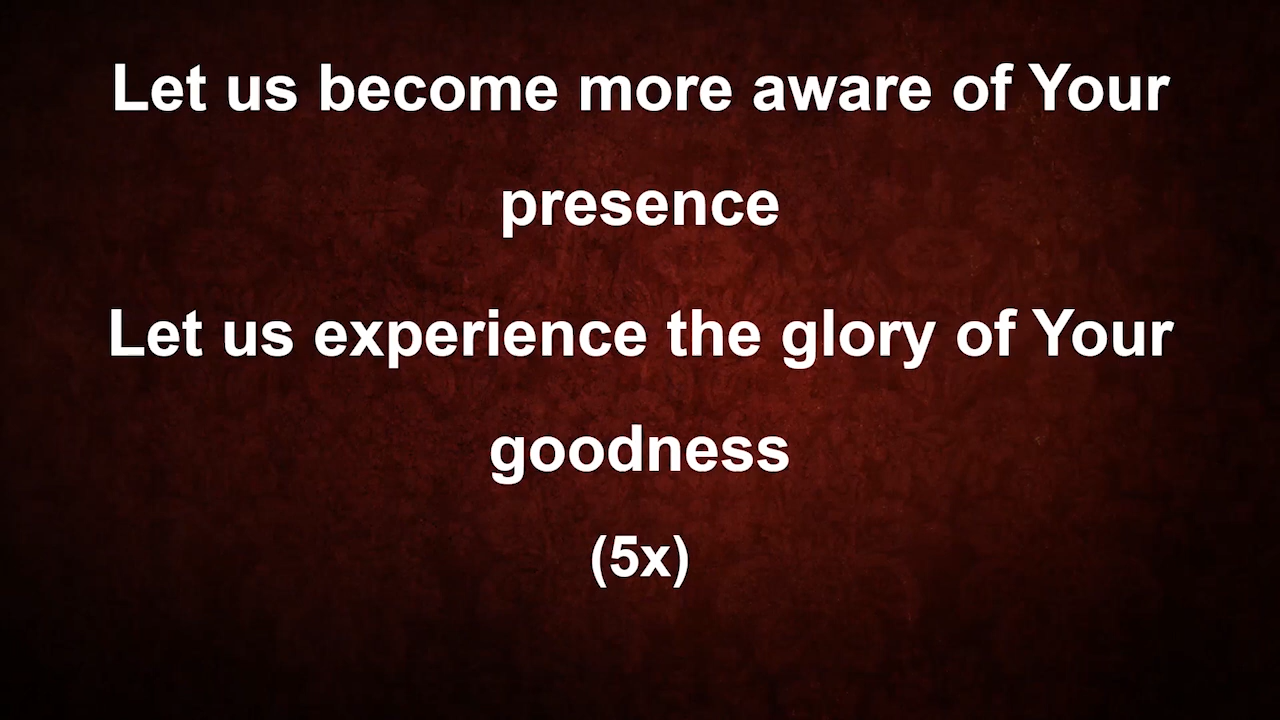 Let us become more aware of Your
presence
Let us experience the glory of Your
goodness
(5x)